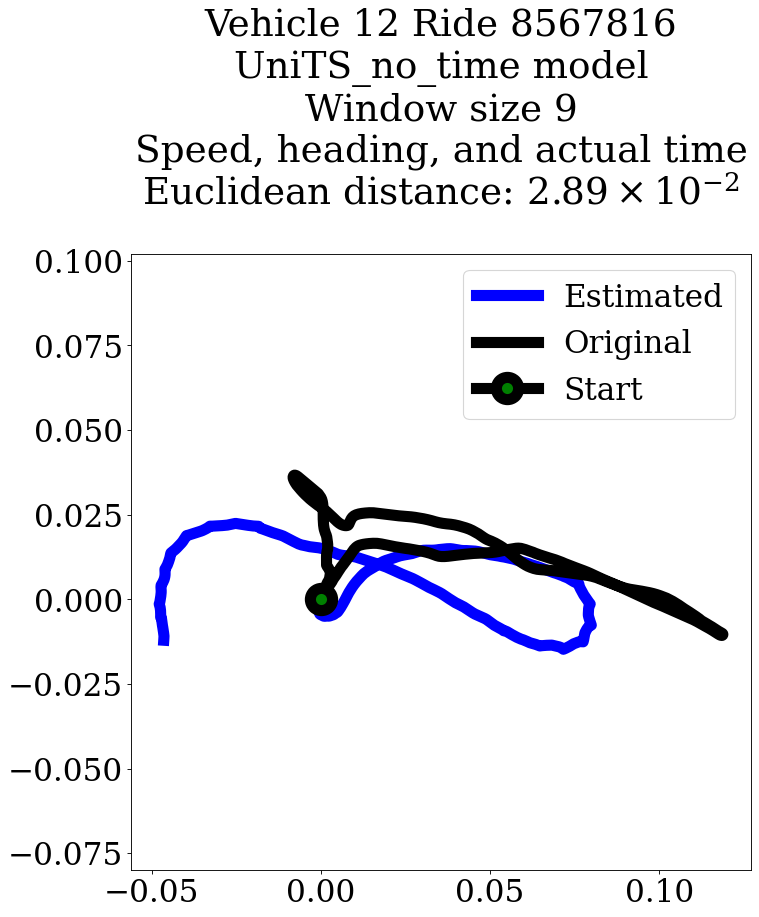 Vehicle 12 Ride 8567816
UniTS_no_time model
Window size 9
Speed, heading, and actual time
Euclidean distance: 2.89 × 10⁻²
Estimated
Original
Start
0.100
0.075
0.050
0.025
0.000
−0.025
−0.050
−0.075
−0.05 0.00 0.05 0.10